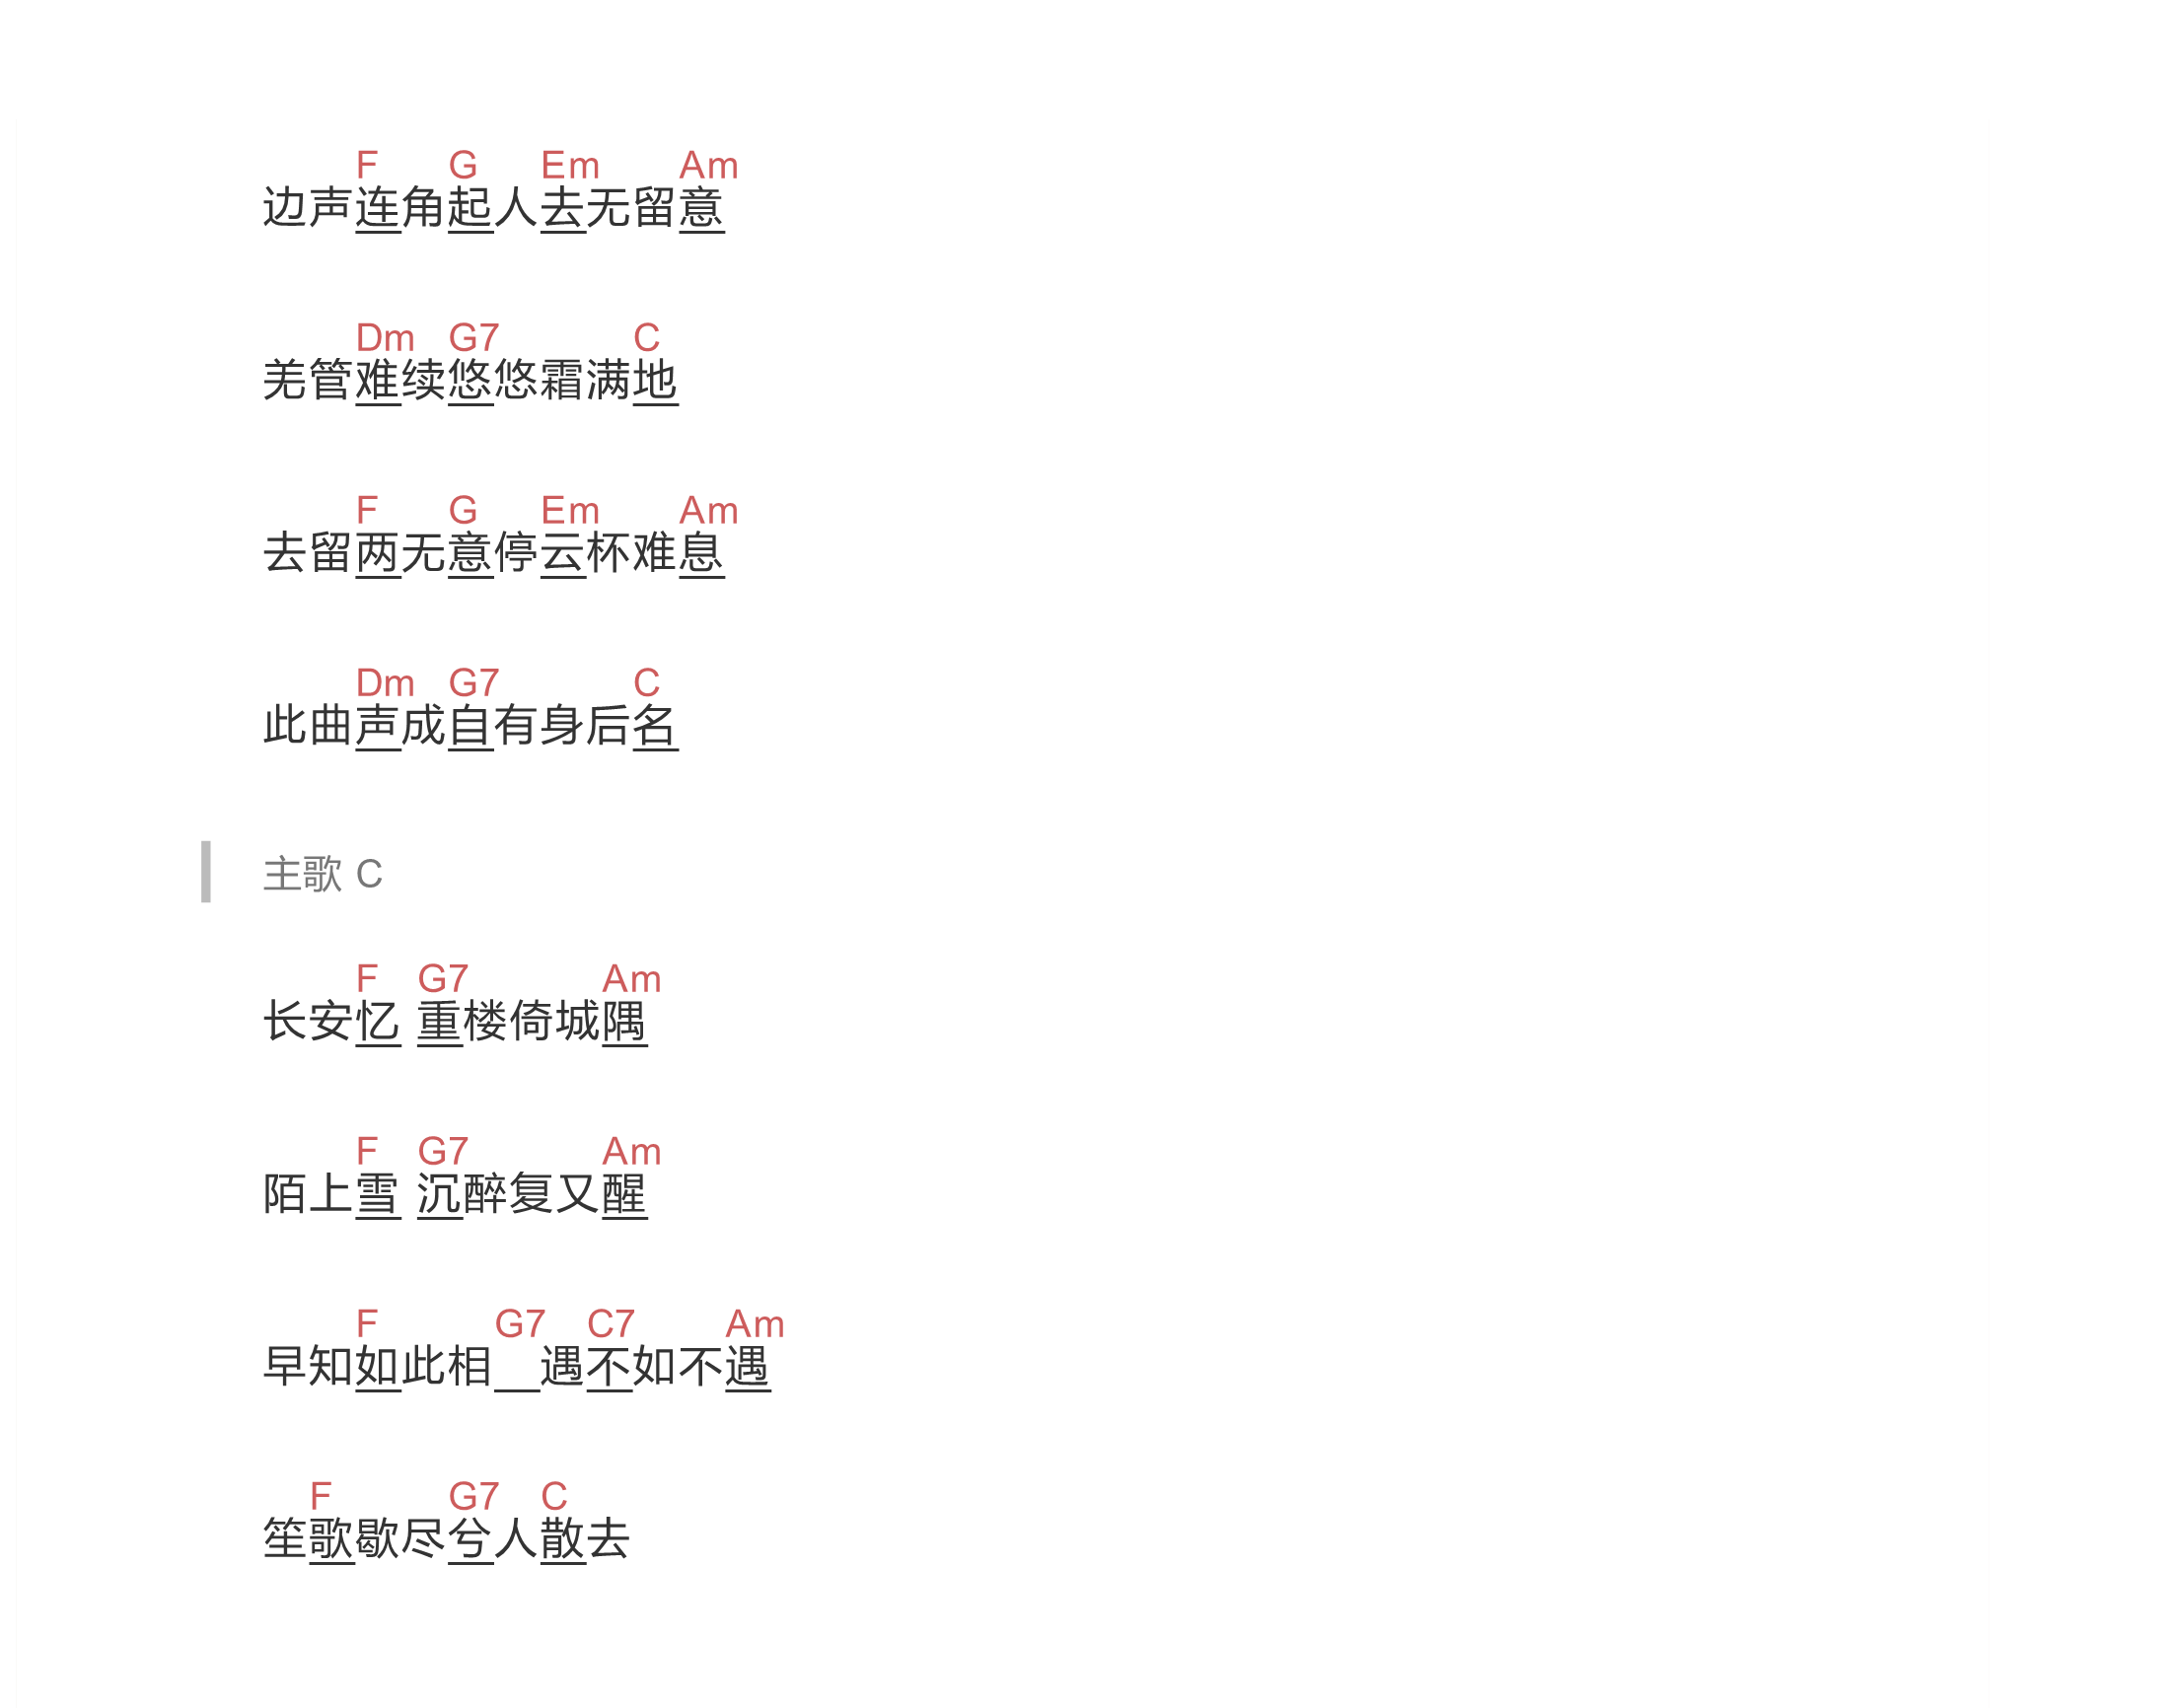 F G Em Am
边声连角起人去无留意
Dm G7 C
羌管难续悠悠霜满地
F G Em Am
去留两无意停云杯难息
Dm G7 C
此曲声成自有身后名
主歌 C
F G7 Am
长安忆 重楼倚城隅
F G7 Am
陌上雪 沉醉复又醒
F G7 C7 Am
早知如此相 遇不如不遇
F G7 C
笙歌歇尽兮人散去